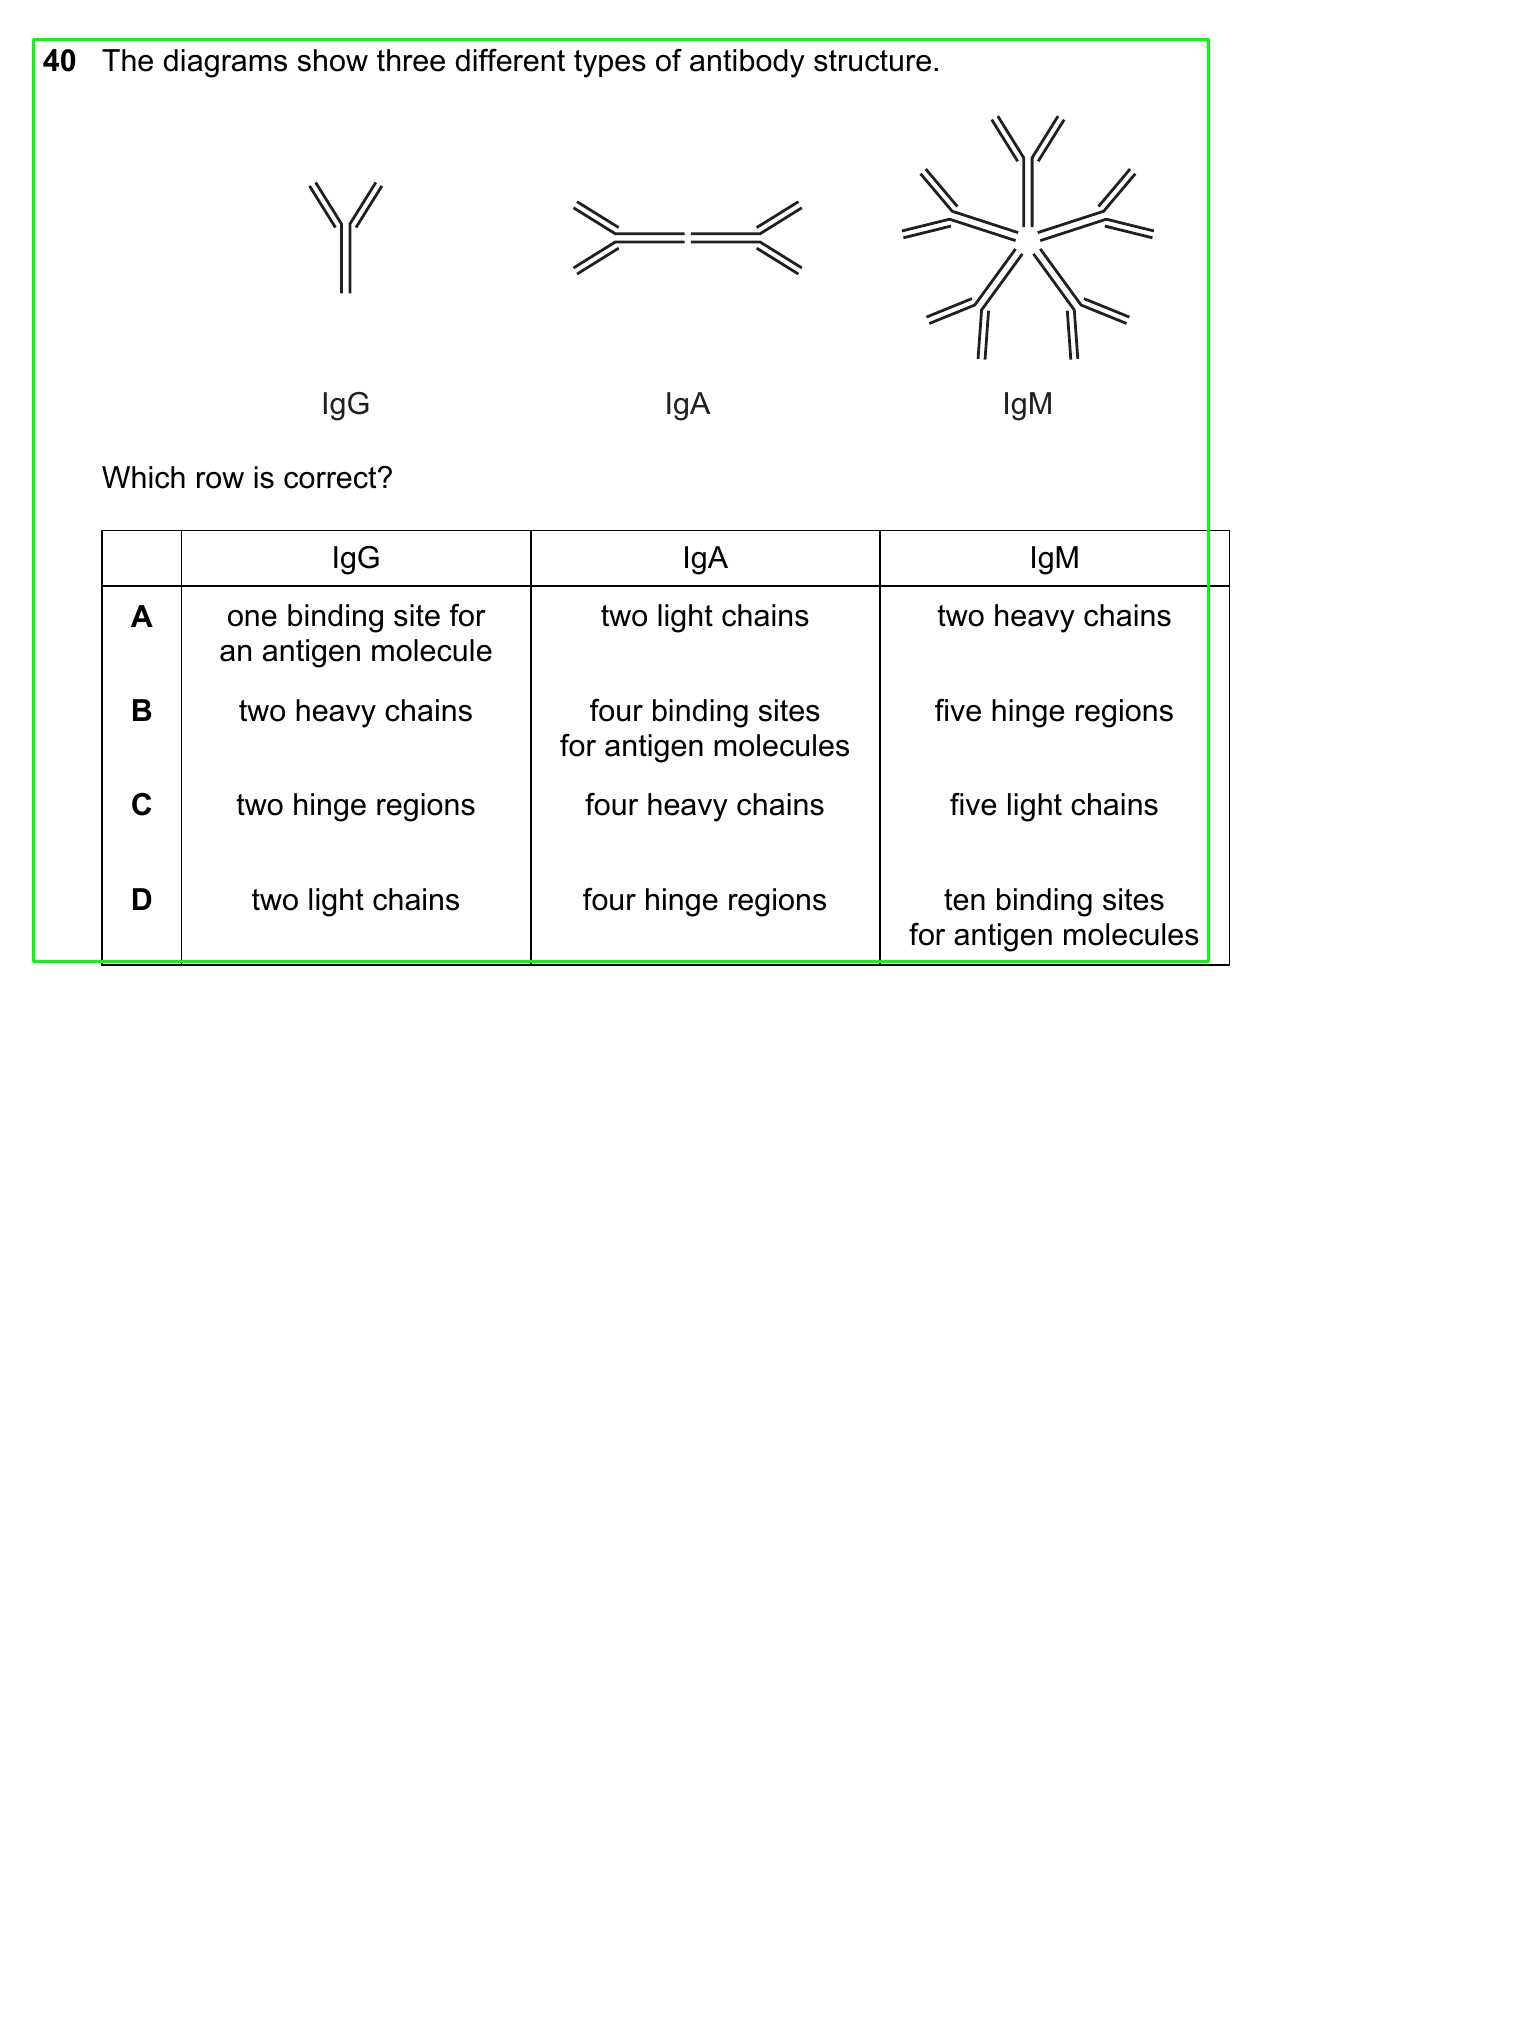 40 The diagrams show three different types of antibody structure.
IgG IgA IgM
Which row is correct?
IgG IgA IgM
A one binding site for an antigen molecule two light chains two heavy chains
B two heavy chains four binding sites for antigen molecules five hinge regions
C two hinge regions four heavy chains five light chains
D two light chains four hinge regions ten binding sites for antigen molecules